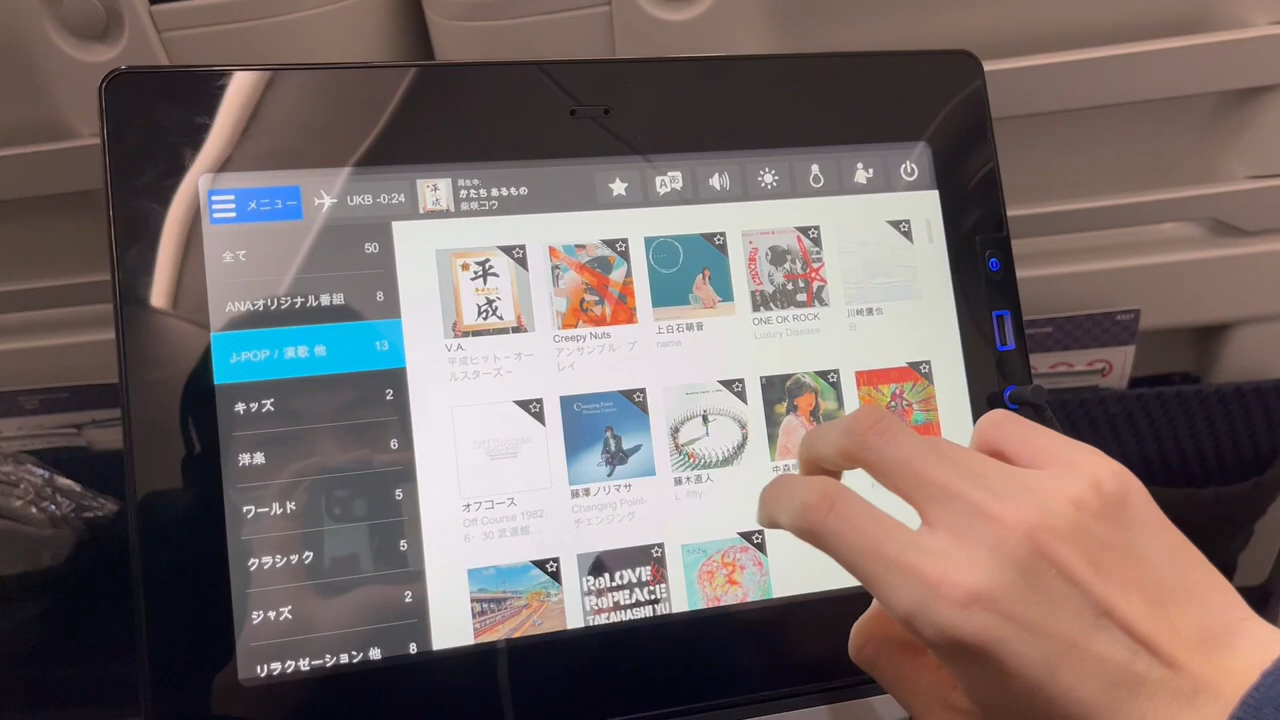 メニュー
UKB -0:24
再生中:
かたち あるもの
柴咲コウ
全て 50
ANAオリジナル番組 8
J-POP / 演歌 他 13
キッズ 2
洋楽 6
ワールド 5
クラシック 5
ジャズ 2
リラクゼーション 他 8
平成
V.A.
平成ヒット~オー
ルスターズ~
Creepy Nuts
アンサンブル・プ
レイ
上白石萌音
name
ONE OK ROCK
Luxury Disease
川崎鷹也
白
オフコース
Off Course 1982・
6・30 武道館...
Changing Point
藤澤ノリマサ
Changing Point-
チェンジング
藤木直人
L -fifty-
中森
ReLOVE
RePEACE
TAKAHASHI YU